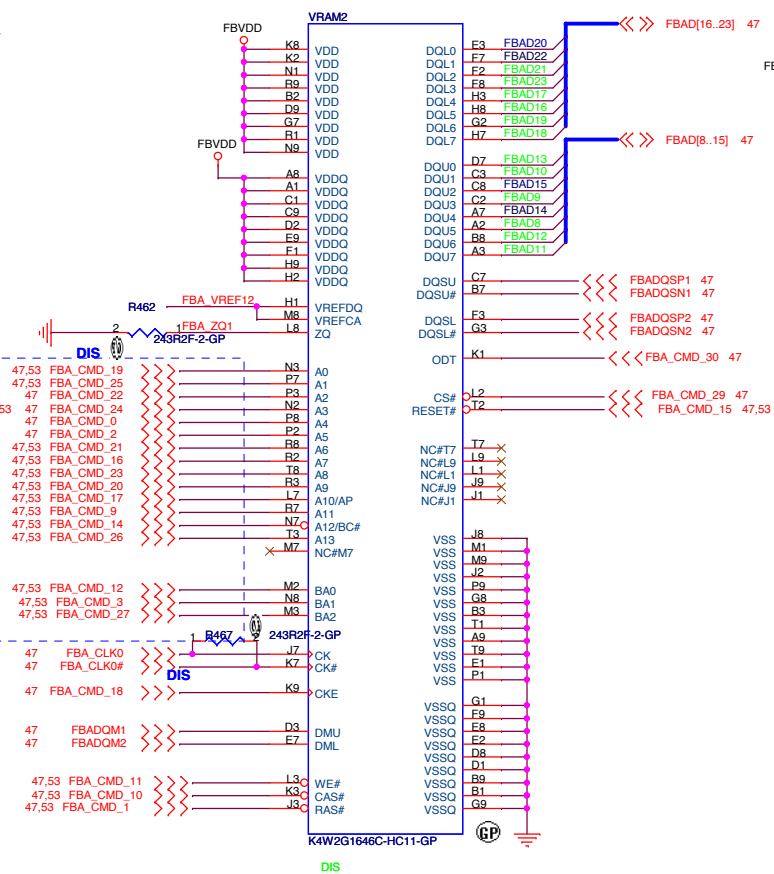 VRAM2
FBVDD
K8 VDD
K2 VDD
N1 VDD
R9 VDD
B2 VDD
D9 VDD
G7 VDD
R1 VDD
N9 VDD
FBVDD
A8 VDDQ
A1 VDDQ
C1 VDDQ
C9 VDDQ
D2 VDDQ
E9 VDDQ
F1 VDDQ
H9 VDDQ
H2 VDDQ
R462 FBA_VREF12 H1 VREFDQ
M8 VREFCA
2 1 FBA_ZQ1 L8 ZQ
243R2F-2-GP
DIS
47,53 FBA_CMD_19 N3 A0
47,53 FBA_CMD_25 P7 A1
47 FBA_CMD_22 P3 A2
53 47 FBA_CMD_24 N2 A3
47 FBA_CMD_0 P8 A4
47 FBA_CMD_2 P2 A5
47,53 FBA_CMD_21 R8 A6
47,53 FBA_CMD_16 R2 A7
47,53 FBA_CMD_23 T8 A8
47,53 FBA_CMD_20 R3 A9
47,53 FBA_CMD_17 L7 A10/AP
47,53 FBA_CMD_9 R7 A11
47,53 FBA_CMD_14 N7 A12/BC#
47,53 FBA_CMD_26 T3 A13
M7 NC#M7
47,53 FBA_CMD_12 M2 BA0
47,53 FBA_CMD_3 N8 BA1
47,53 FBA_CMD_27 M3 BA2
1 R467 2 243R2F-2-GP
47 FBA_CLK0 J7 CK
47 FBA_CLK0# K7 CK#
DIS
47 FBA_CMD_18 K9 CKE
47 FBADQM1 D3 DMU
47 FBADQM2 E7 DML
47,53 FBA_CMD_11 L3 WE#
47,53 FBA_CMD_10 K3 CAS#
47,53 FBA_CMD_1 J3 RAS#
FBAD[16..23] 47
DQL0 E3 FBAD20
DQL1 F7 FBAD22
DQL2 F2 FBAD21
DQL3 F8 FBAD23
DQL4 H3 FBAD17
DQL5 H8 FBAD16
DQL6 G2 FBAD19
DQL7 H7 FBAD18
FBAD[8..15] 47
DQU0 D7 FBAD13
DQU1 C3 FBAD10
DQU2 C8 FBAD15
DQU3 C2 FBAD9
DQU4 A7 FBAD14
DQU5 A2 FBAD8
DQU6 B8 FBAD12
DQU7 A3 FBAD11
DQSU C7 FBADQSP1 47
DQSU# B7 FBADQSN1 47
DQSL F3 FBADQSP2 47
DQSL# G3 FBADQSN2 47
ODT K1 FBA_CMD_30 47
CS# L2 FBA_CMD_29 47
RESET# T2 FBA_CMD_15 47,53
NC#T7 T7
NC#L9 L9
NC#L1 L1
NC#J9 J9
NC#J1 J1
VSS J8
VSS M1
VSS M9
VSS J2
VSS P9
VSS G8
VSS B3
VSS T1
VSS A9
VSS T9
VSS E1
VSS P1
VSSQ G1
VSSQ F9
VSSQ E8
VSSQ E2
VSSQ D8
VSSQ D1
VSSQ B9
VSSQ B1
VSSQ G9
GP
K4W2G1646C-HC11-GP
DIS